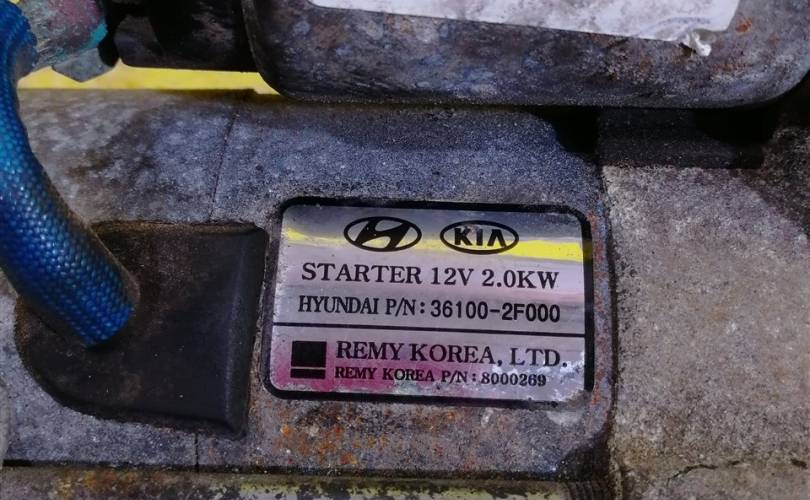 KIA
STARTER 12V 2.0KW
HYUNDAI P/N: 36100-2F000
REMY KOREA, LTD.
REMY KOREA P/N : 8000269